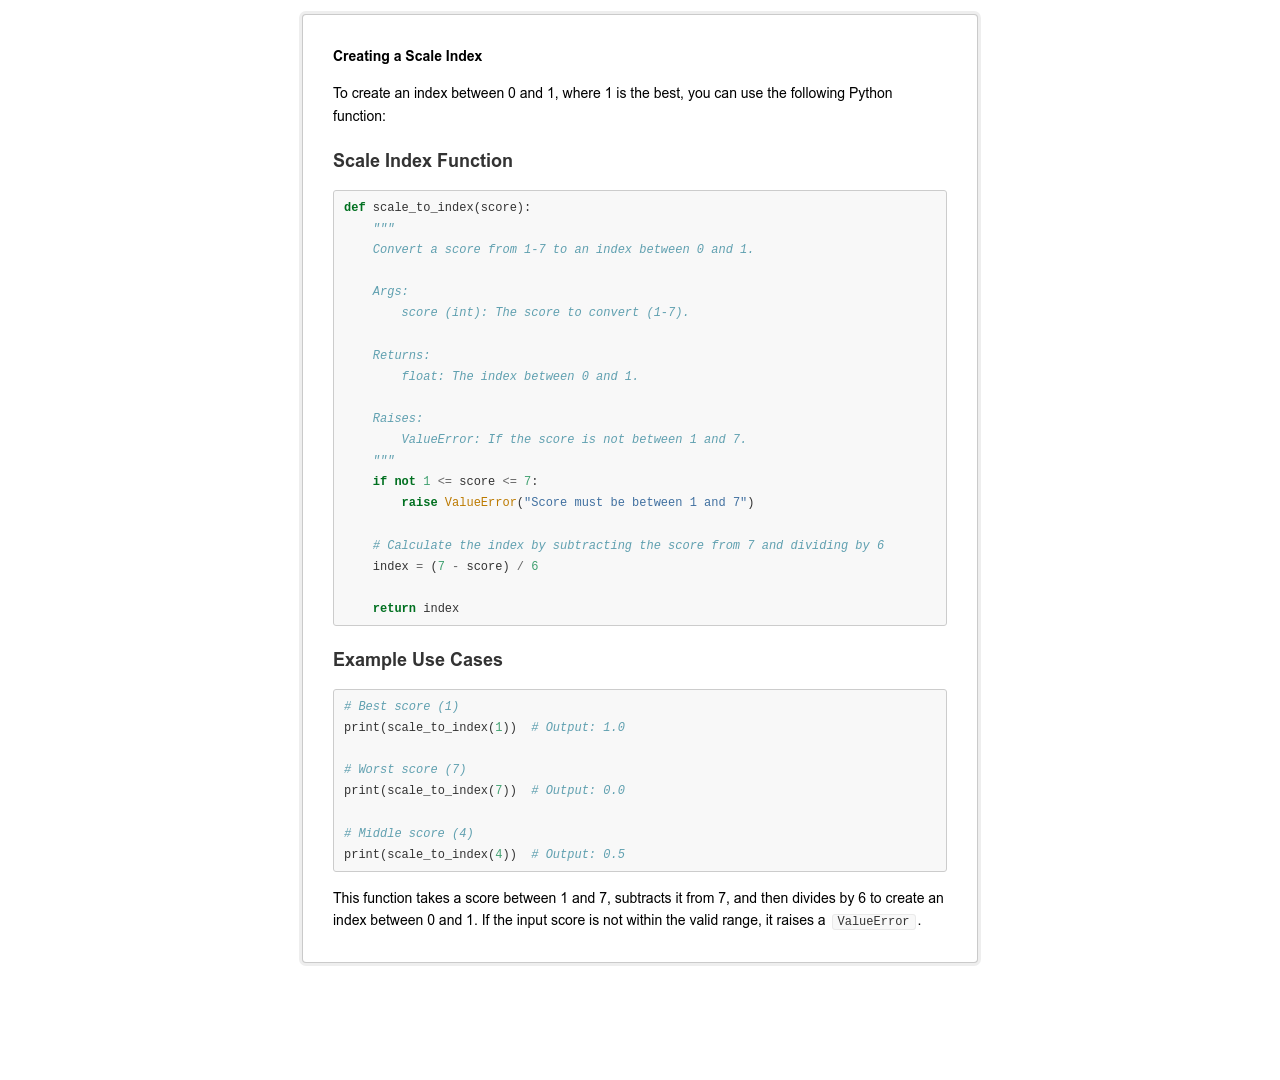 Creating a Scale Index
To create an index between 0 and 1, where 1 is the best, you can use the following Python
function:
Scale Index Function
def scale_to_index(score):
    """
    Convert a score from 1-7 to an index between 0 and 1.

    Args:
        score (int): The score to convert (1-7).

    Returns:
        float: The index between 0 and 1.

    Raises:
        ValueError: If the score is not between 1 and 7.
    """
    if not 1 <= score <= 7:
        raise ValueError("Score must be between 1 and 7")

    # Calculate the index by subtracting the score from 7 and dividing by 6
    index = (7 - score) / 6

    return index
Example Use Cases
# Best score (1)
print(scale_to_index(1))  # Output: 1.0

# Worst score (7)
print(scale_to_index(7))  # Output: 0.0

# Middle score (4)
print(scale_to_index(4))  # Output: 0.5
This function takes a score between 1 and 7, subtracts it from 7, and then divides by 6 to create an
index between 0 and 1. If the input score is not within the valid range, it raises a ValueError.